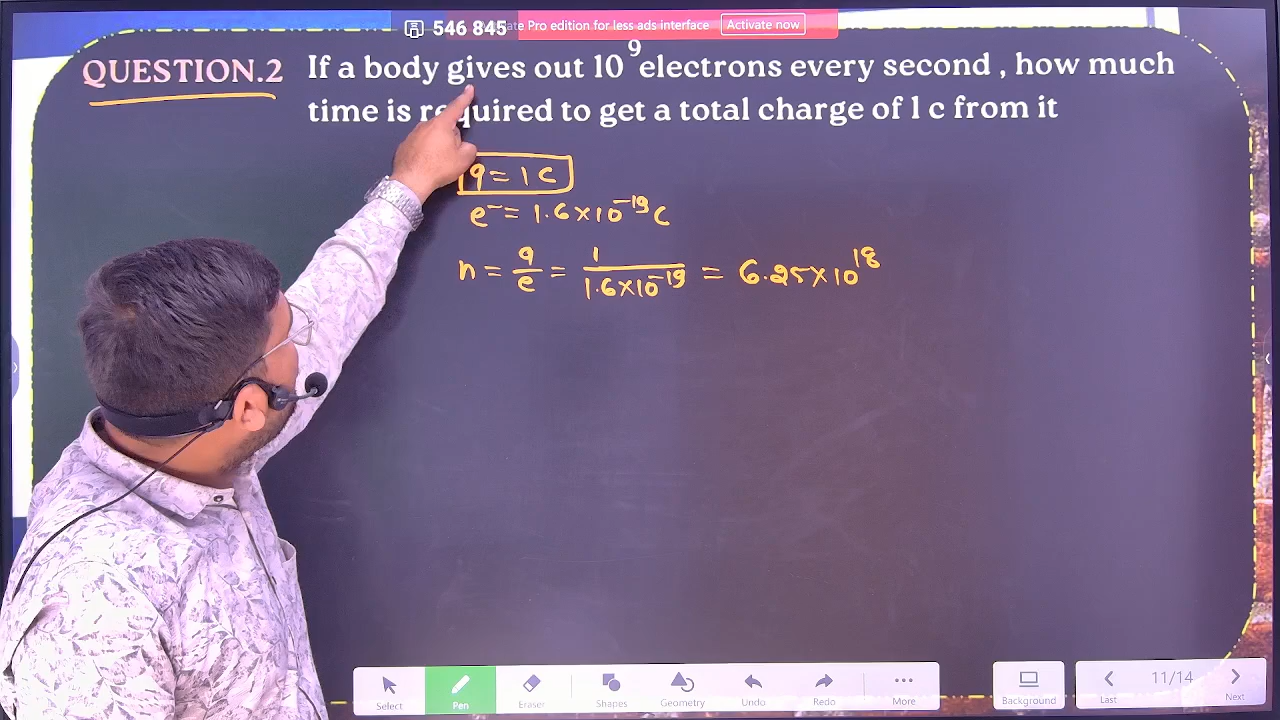 546 845
ate Pro edition for less ads interface Activate now
QUESTION.2 If a body gives out 10⁹ electrons every second , how much
time is required to get a total charge of 1 c from it
q = 1 C
e⁻ = 1.6×10⁻¹⁹ C
n = q/e = 1/1.6×10⁻¹⁹ = 6.25×10¹⁸
Select Pen Eraser Shapes Geometry Undo Redo More Background Last 11/14 Next